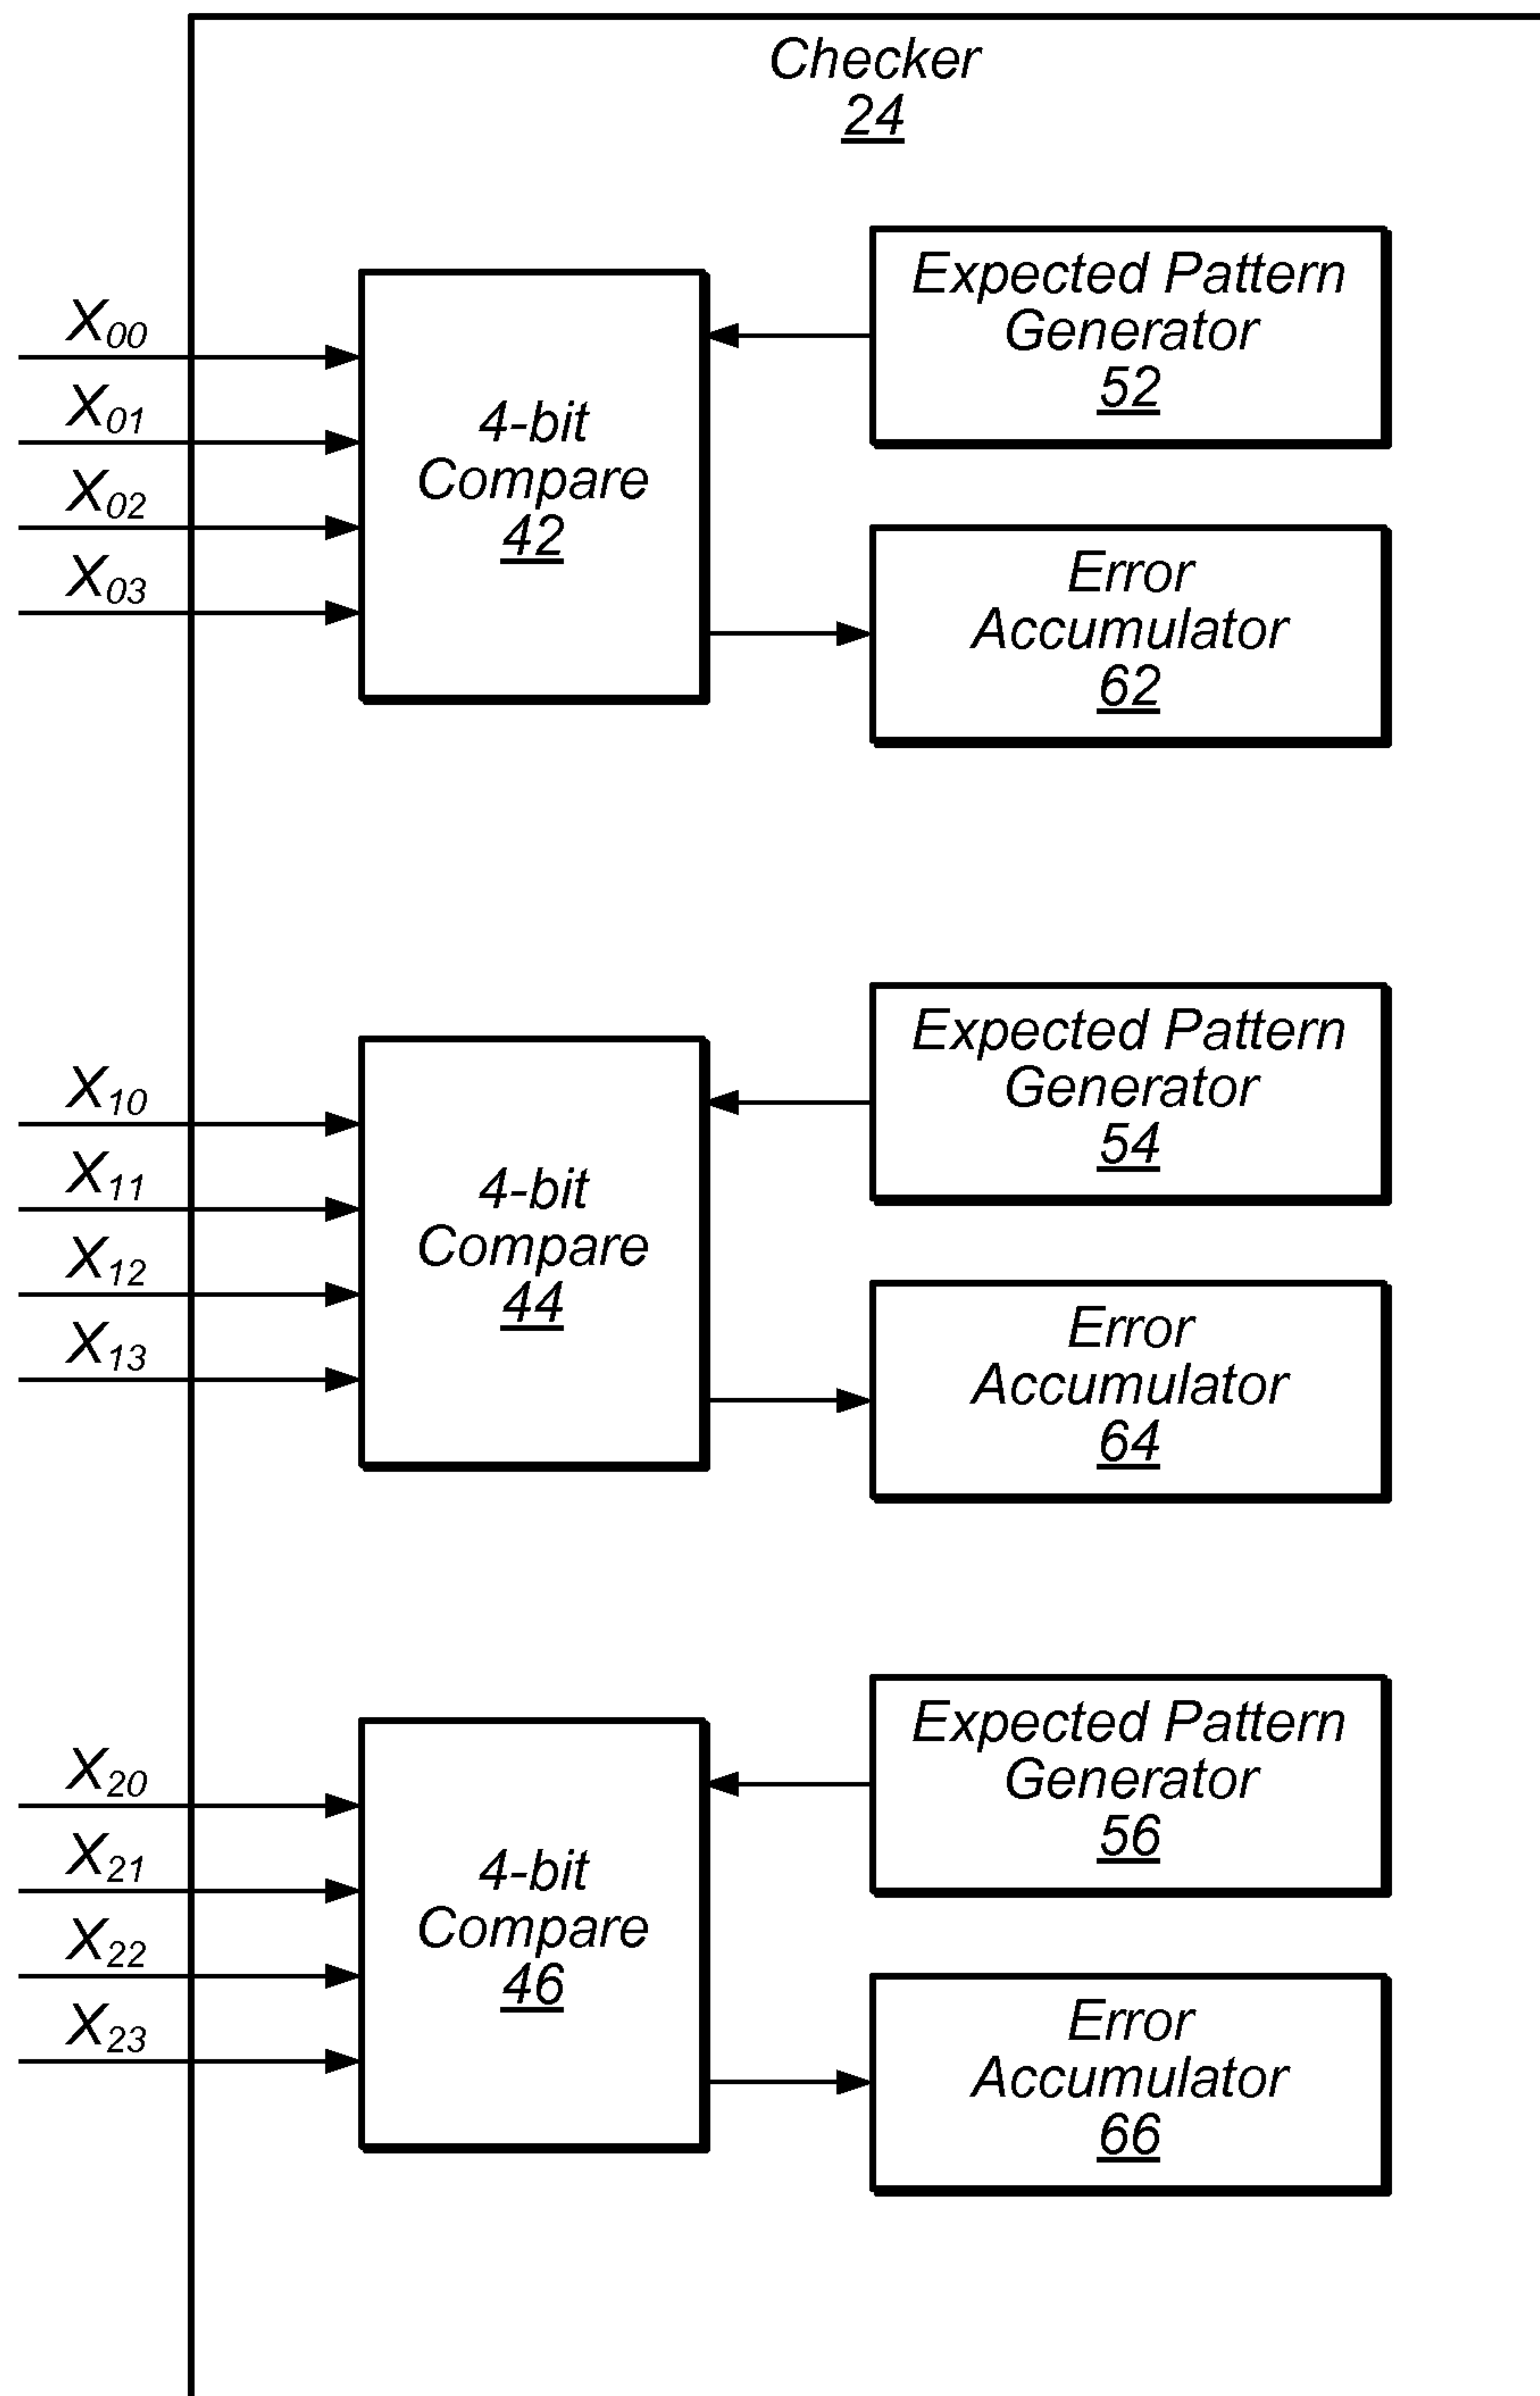 Checker
24
X00
X01
X02
X03
4-bit
Compare
42
Expected Pattern
Generator
52
Error
Accumulator
62
X10
X11
X12
X13
4-bit
Compare
44
Expected Pattern
Generator
54
Error
Accumulator
64
X20
X21
X22
X23
4-bit
Compare
46
Expected Pattern
Generator
56
Error
Accumulator
66